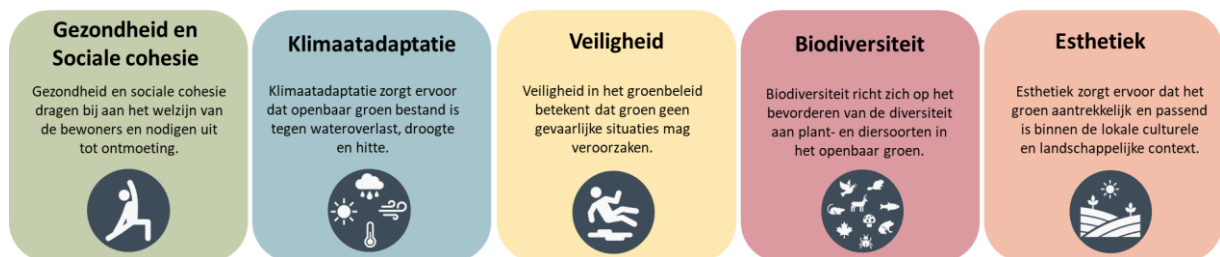 Gezondheid en
Sociale cohesie
Gezondheid en sociale cohesie
dragen bij aan het welzijn van
de bewoners en nodigen uit
tot ontmoeting.
Klimaatadaptatie
Klimaatadaptatie zorgt ervoor
dat openbaar groen bestand is
tegen wateroverlast, droogte
en hitte.
Veiligheid
Veiligheid in het groenbeleid
betekent dat groen geen
gevaarlijke situaties mag
veroorzaken.
Biodiversiteit
Biodiversiteit richt zich op het
bevorderen van de diversiteit
aan plant- en diersoorten in
het openbaar groen.
Esthetiek
Esthetiek zorgt ervoor dat het
groen aantrekkelijk en passend
is binnen de lokale culturele
en landschappelijke context.